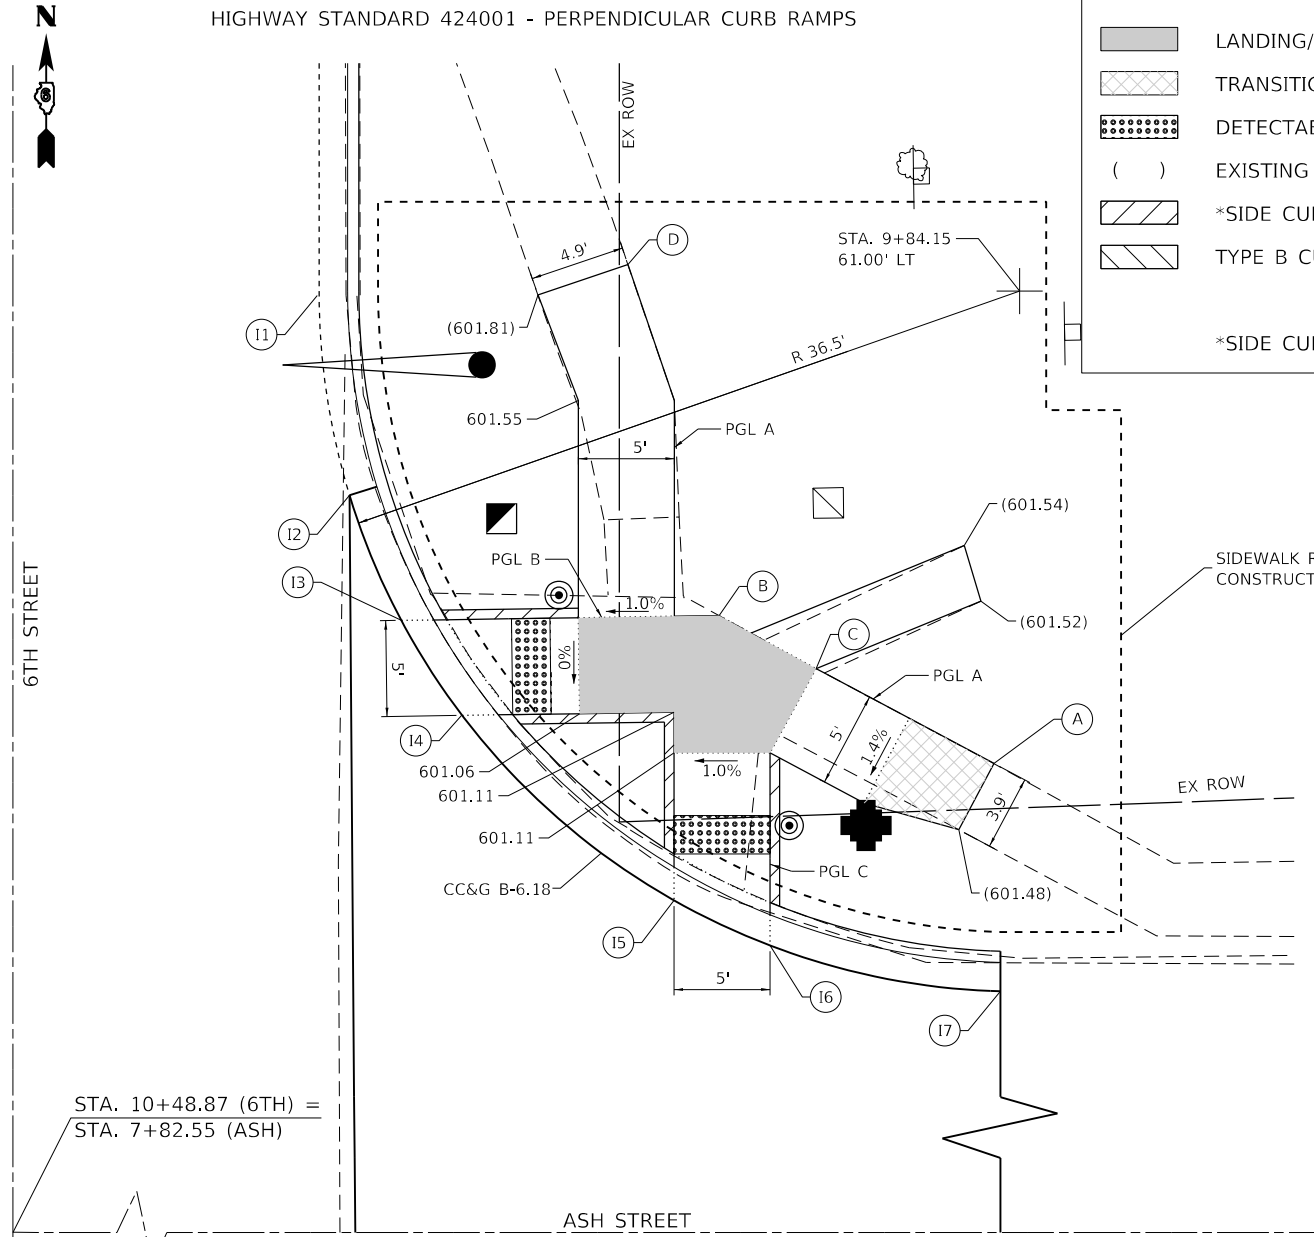 HIGHWAY STANDARD 424001 - PERPENDICULAR CURB RAMPS
N
6
LANDING/
TRANSITIO
DETECTAB
( ) EXISTING
*SIDE CUR
TYPE B CU
*SIDE CUR
EX ROW
4.9'
D
STA. 9+84.15
61.00' LT
(601.81)
I1
R 36.5'
601.55
PGL A
5'
I2
(601.54)
PGL B
I3
B
1.0%
SIDEWALK R
CONSTRUCT
(601.52)
C
6TH STREET
0%
5'
PGL A
A
5'
1.4%
I4
601.06
1.0%
601.11
EX ROW
3.9'
601.11
PGL C
CC&G B-6.18
(601.48)
I5
5'
I6
I7
STA. 10+48.87 (6TH) =
STA. 7+82.55 (ASH)
ASH STREET